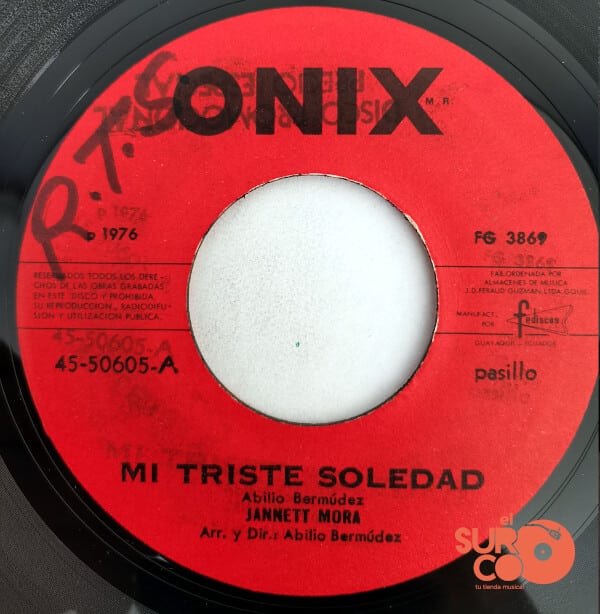 R.T.S
ONIX
M.R.
p 1976
FG 3869
RESERVADOS TODOS LOS DERE-
CHOS DE LAS OBRAS GRABADAS
EN ESTE DISCO Y PROHIBIDA
SU REPRODUCCION, RADIODIFU-
SION Y UTILIZACION PUBLICA.
FAB.ORDENADA POR
ALMACENES DE MUSICA
J.D.FERAUD GUZMAN LTDA.GQUIL.
MANUFACT.
POR
fediscos
GUAYAQUIL - ECUADOR
45-50605-A
pasillo
MI TRISTE SOLEDAD
Abilio Bermúdez
JANNETT MORA
Arr. y Dir.: Abilio Bermúdez
el
SURCO
tu tienda musical